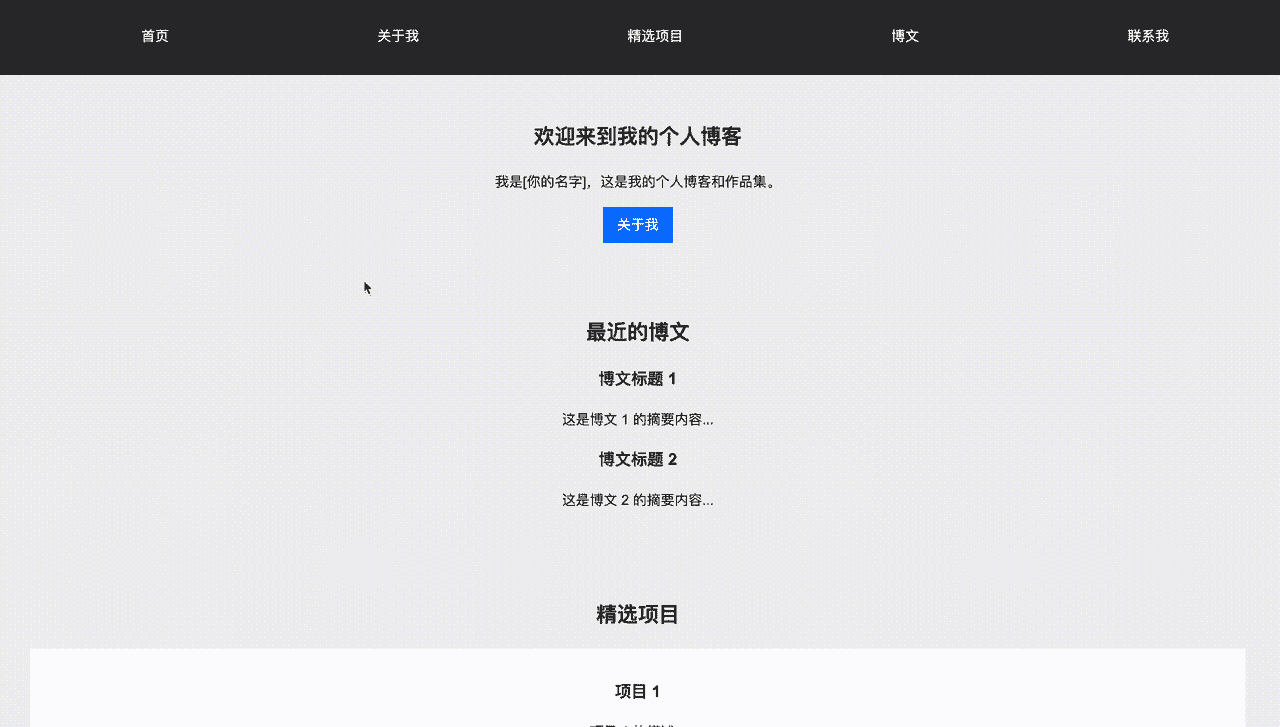 首页 关于我 精选项目 博文 联系我
欢迎来到我的个人博客
我是[你的名字]，这是我的个人博客和作品集。
关于我
最近的博文
博文标题 1
这是博文 1 的摘要内容...
博文标题 2
这是博文 2 的摘要内容...
精选项目
项目 1